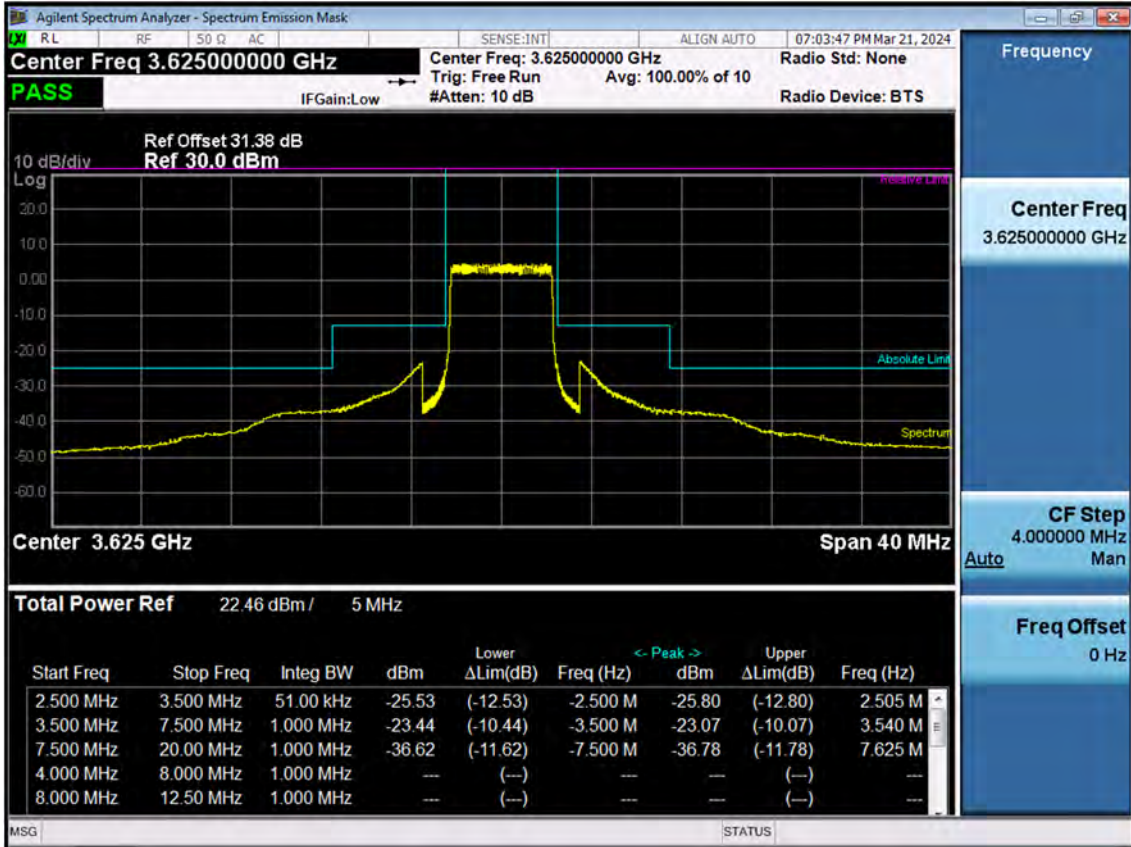 Agilent Spectrum Analyzer - Spectrum Emission Mask
LXI RL RF 50 Ω AC SENSE:INT ALIGN AUTO 07:03:47 PM Mar 21, 2024
Center Freq 3.625000000 GHz
Center Freq: 3.625000000 GHz
Radio Std: None
Trig: Free Run Avg: 100.00% of 10
PASS
IFGain:Low
#Atten: 10 dB
Radio Device: BTS
Ref Offset 31.38 dB
10 dB/div Ref 30.0 dBm
Log
Relative Limit
20.0
10.0
0.00
-10.0
-20.0
Absolute Limit
-30.0
-40.0
Spectrum
-50.0
-60.0
Center 3.625 GHz Span 40 MHz
Total Power Ref 22.46 dBm / 5 MHz
Lower <- Peak -> Upper
Start Freq Stop Freq Integ BW dBm ΔLim(dB) Freq (Hz) dBm ΔLim(dB) Freq (Hz)
2.500 MHz 3.500 MHz 51.00 kHz -25.53 (-12.53) -2.500 M -25.80 (-12.80) 2.505 M
3.500 MHz 7.500 MHz 1.000 MHz -23.44 (-10.44) -3.500 M -23.07 (-10.07) 3.540 M
7.500 MHz 20.00 MHz 1.000 MHz -36.62 (-11.62) -7.500 M -36.78 (-11.78) 7.625 M
4.000 MHz 8.000 MHz 1.000 MHz --- (---) --- --- (---) ---
8.000 MHz 12.50 MHz 1.000 MHz --- (---) --- --- (---) ---
MSG STATUS
Frequency
Center Freq
3.625000000 GHz
CF Step
4.000000 MHz
Auto Man
Freq Offset
0 Hz